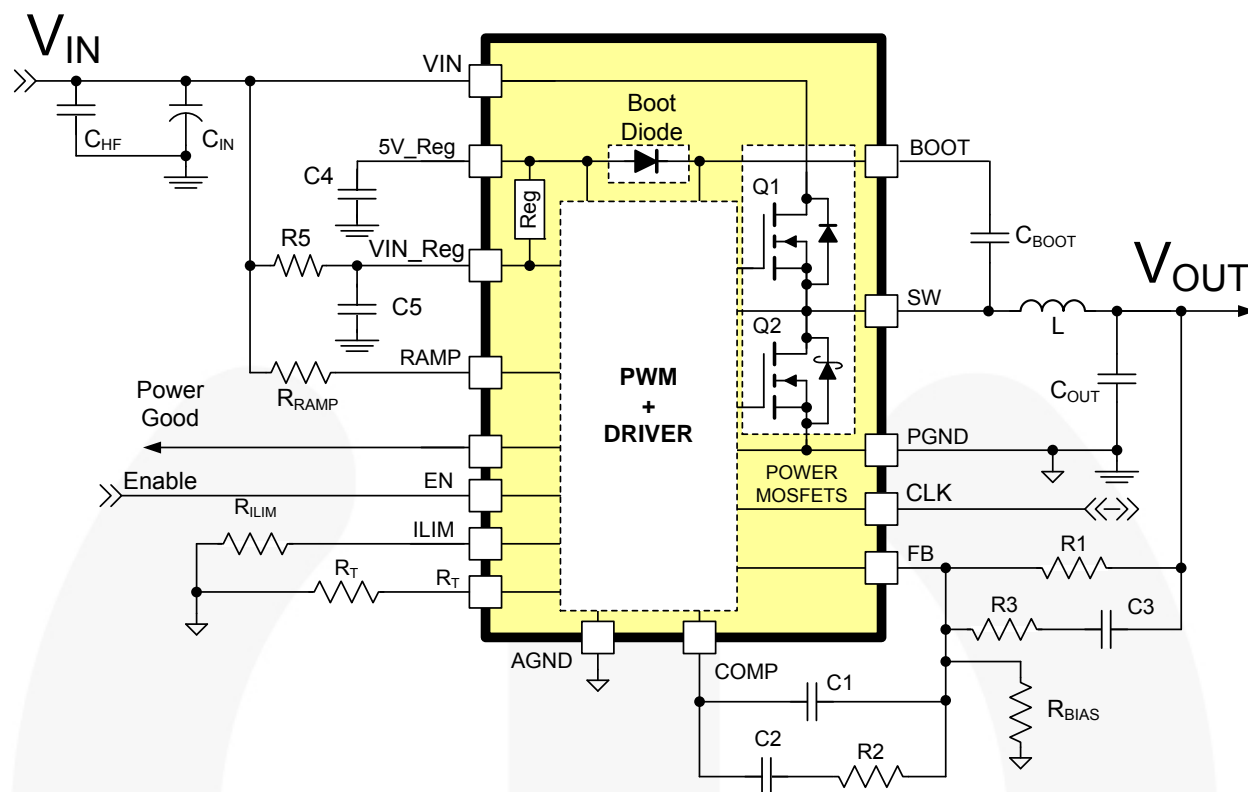 VIN
VIN
CHF
CIN
5V_Reg
Boot
Diode
BOOT
C4
Reg
Q1
CBOOT
R5
VIN_Reg
C5
SW
VOUT
L
Q2
RAMP
RRAMP
PWM
+
DRIVER
COUT
Power
Good
PGND
POWER
MOSFETS
Enable
EN
CLK
RILIM
ILIM
FB
R1
RT
RT
R3
C3
AGND
COMP
C1
RBIAS
C2
R2